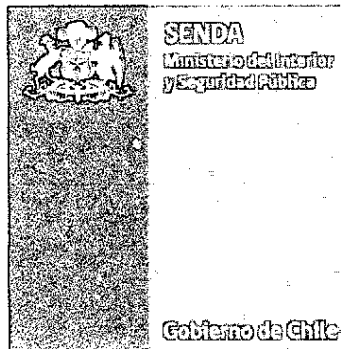 SENDA
Ministerio del Interior
y Seguridad Pública
Gobierno de Chile